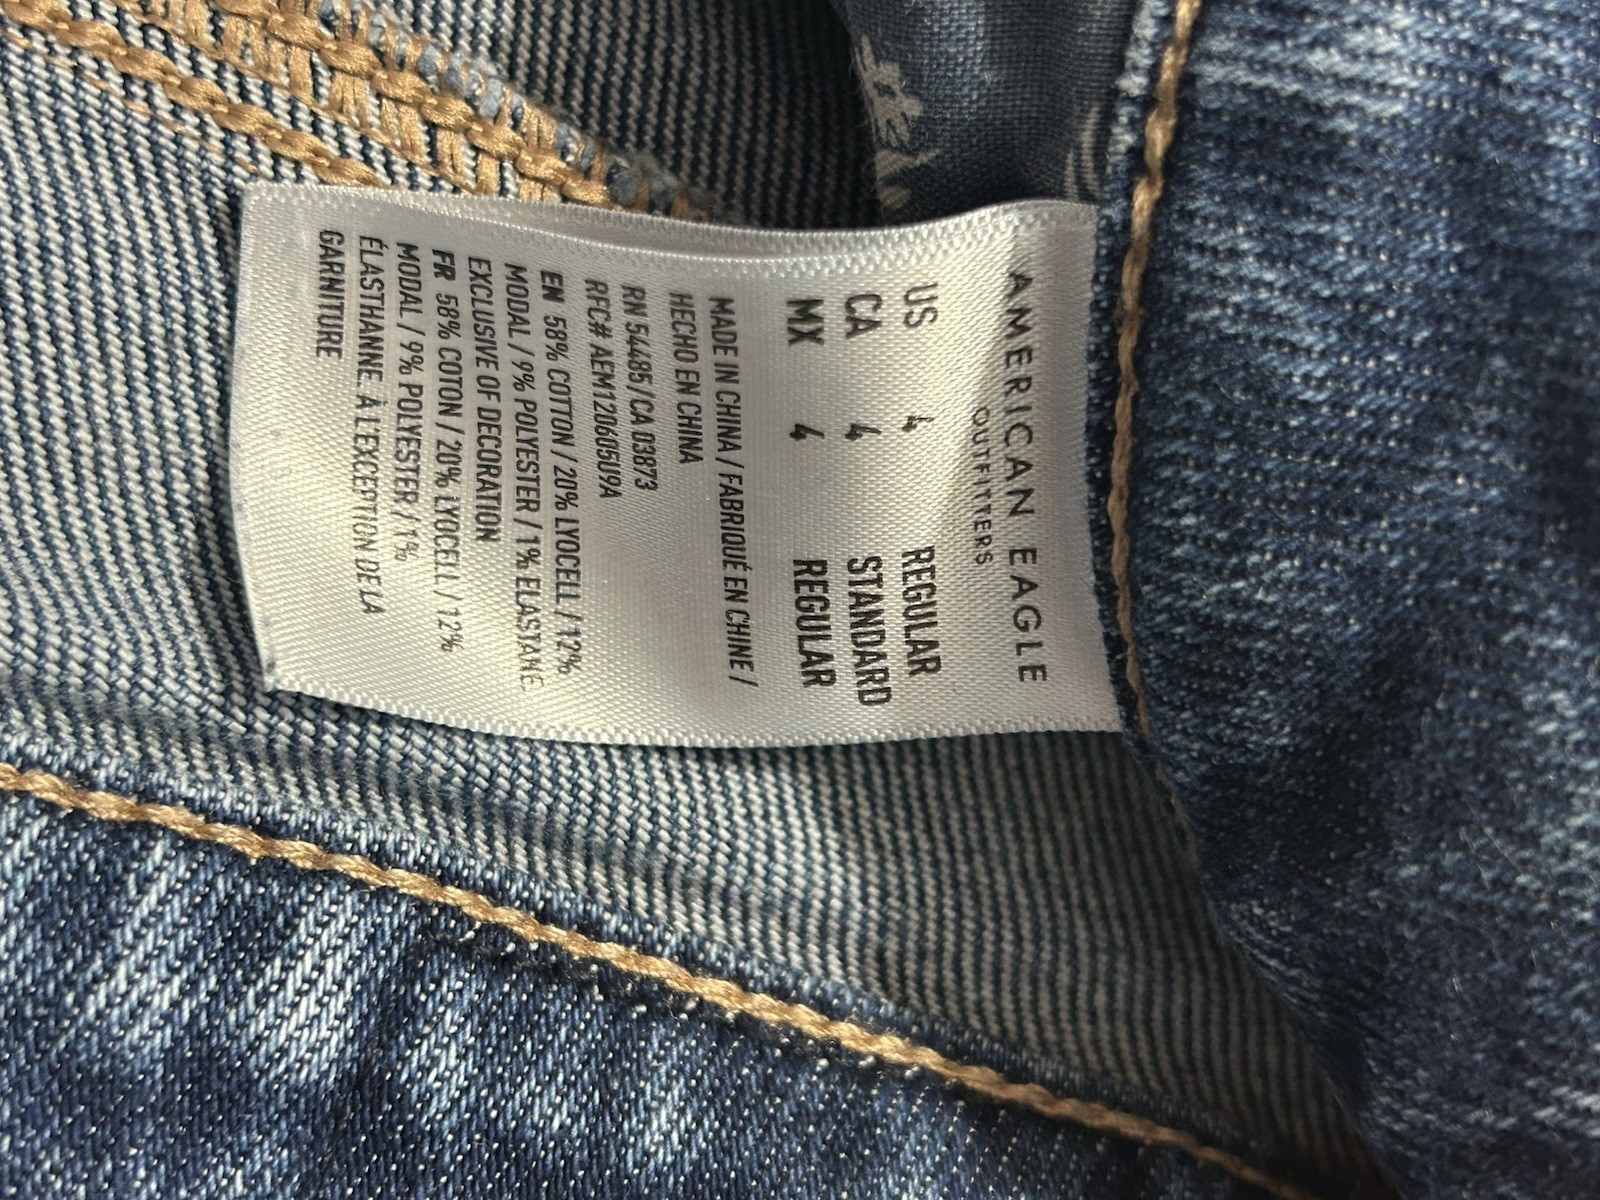 AMERICAN EAGLE
OUTFITTERS
US 4 REGULAR
CA 4 STANDARD
MX 4 REGULAR
MADE IN CHINA / FABRIQUÉ EN CHINE /
HECHO EN CHINA
RN 54485 / CA 03873
RFC# AEM120605U9A
EN 58% COTTON / 20% LYOCELL / 12%
MODAL / 9% POLYESTER / 1% ELASTANE.
EXCLUSIVE OF DECORATION
FR 58% COTON / 20% LYOCELL / 12%
MODAL / 9% POLYESTER / 1%
ÉLASTHANNE. À L'EXCEPTION DE LA
GARNITURE